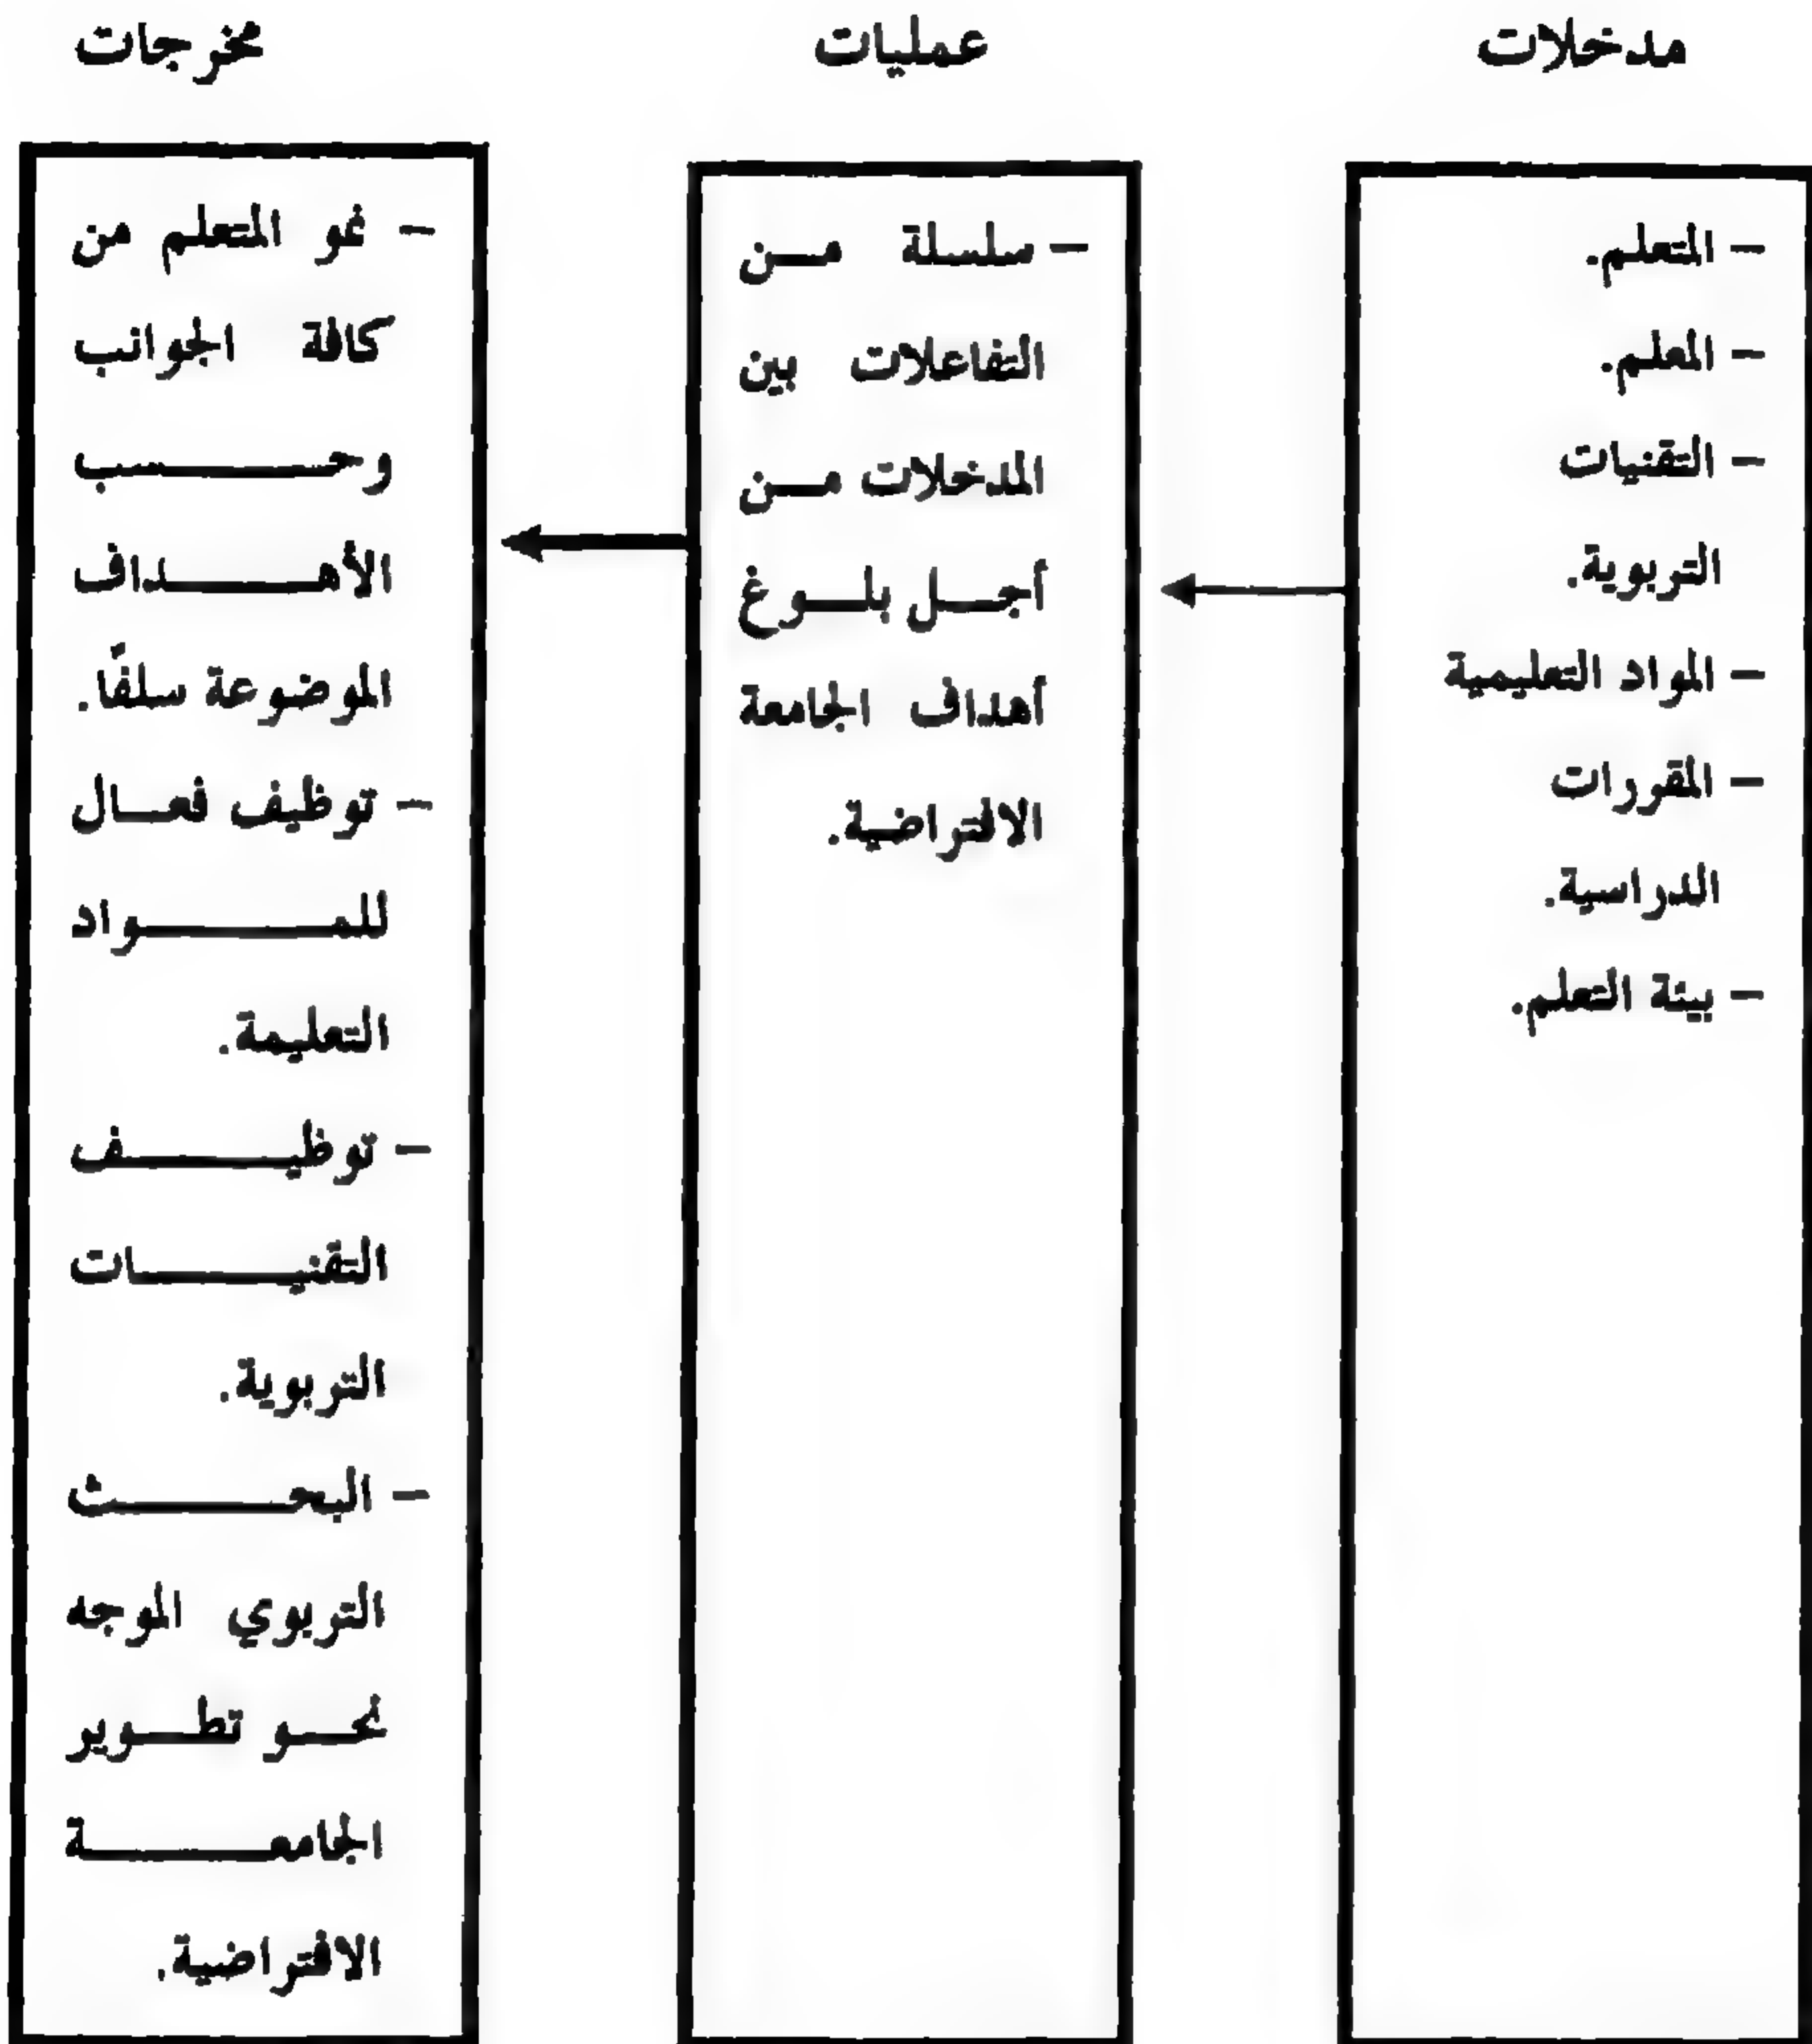 مدخلات
- المتعلم.
- المعلم.
- التقنيات
التربوية.
- المواد التعليمية
- المقررات
الدراسية.
- بيئة التعلم.
عمليات
- سلسلة من
التفاعلات بين
المدخلات من
أجل بلوغ
أهداف الجامعة
الافتراضية.
مخرجات
- نمو المتعلم من
كافة الجوانب
وحسب
الأهداف
الموضوعة سلفًا.
- توظيف فعال
للمواد
التعليمة.
- توظيف
التقنيات
التربوية.
- البحث
التربوي الموجه
نحو تطوير
الجامعة
الافتراضية.